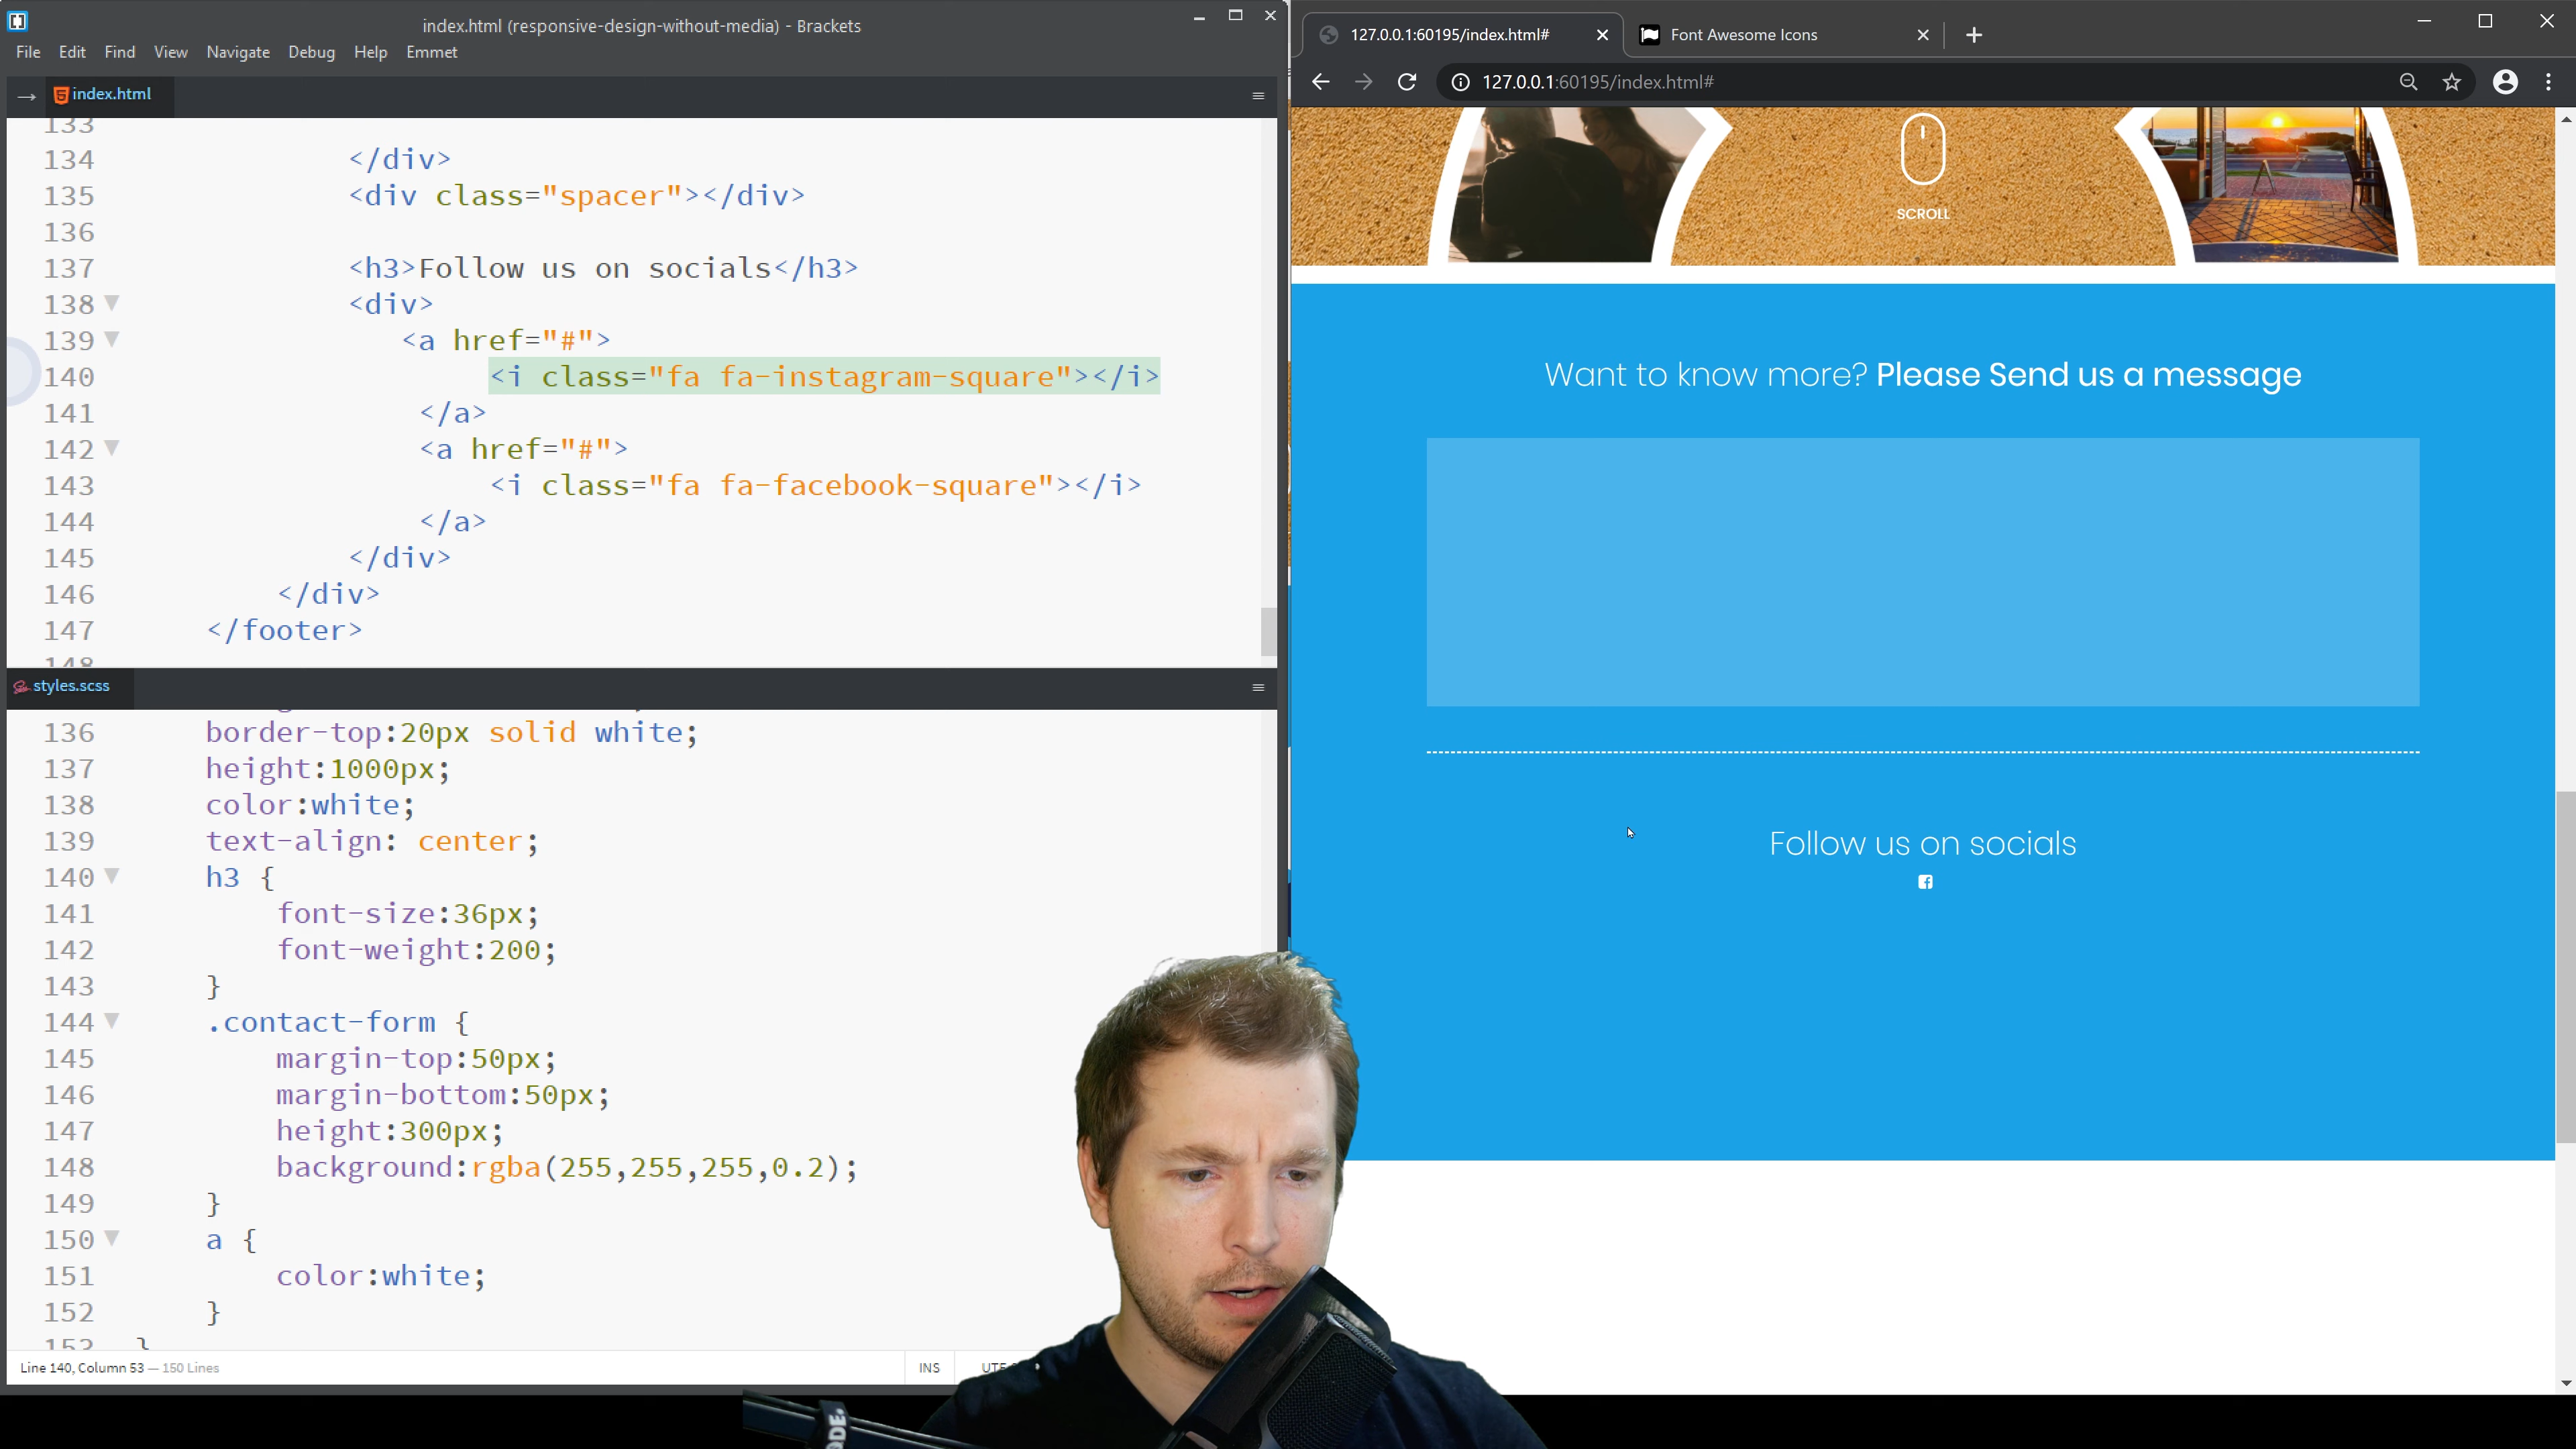 index.html (responsive-design-without-media) - Brackets
File Edit Find View Navigate Debug Help Emmet
index.html
133
134 </div>
135 <div class="spacer"></div>
136
137 <h3>Follow us on socials</h3>
138 <div>
139 <a href="#">
140 <i class="fa fa-instagram-square"></i>
141 </a>
142 <a href="#">
143 <i class="fa fa-facebook-square"></i>
144 </a>
145 </div>
146 </div>
147 </footer>
148
styles.scss
136 border-top:20px solid white;
137 height:1000px;
138 color:white;
139 text-align: center;
140 h3 {
141 font-size:36px;
142 font-weight:200;
143 }
144 .contact-form {
145 margin-top:50px;
146 margin-bottom:50px;
147 height:300px;
148 background:rgba(255,255,255,0.2);
149 }
150 a {
151 color:white;
152 }
153 }
Line 140, Column 53 — 150 Lines
INS
127.0.0.1:60195/index.html#
Font Awesome Icons
127.0.0.1:60195/index.html#
SCROLL
Want to know more? Please Send us a message
Follow us on socials